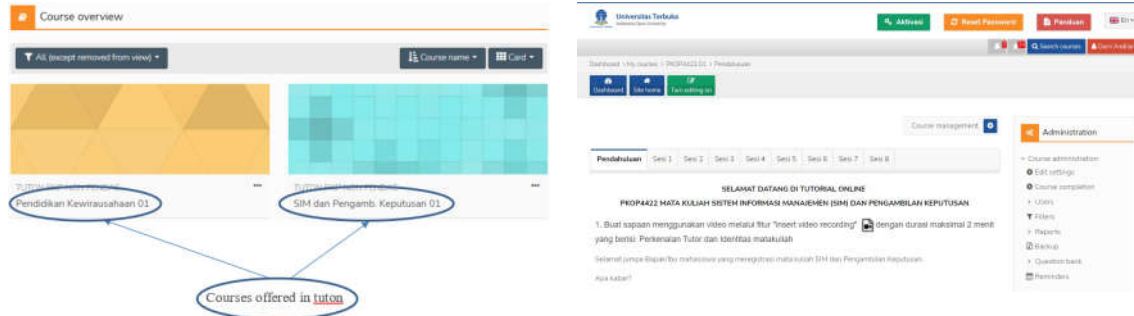 Course overview
All (except removed from view)
Course name
Card
Pendidikan Kewirausahaan 01
SIM dan Pengamb. Keputusan 01
Courses offered in tuton
Universitas Terbuka
Aktivasi
Reset Password
Panduan
Search courses
Dashboard
Site home
Turn editing on
Course management
Pendahuluan Sesi 1 Sesi 2 Sesi 3 Sesi 4 Sesi 5 Sesi 6 Sesi 7 Sesi 8
SELAMAT DATANG DI TUTORIAL ONLINE
PKOP4422 MATA KULIAH SISTEM INFORMASI MANAJEMEN (SIM) DAN PENGAMBILAN KEPUTUSAN
1. Buat sapaan menggunakan video melalui fitur "insert video recording" dengan durasi maksimal 2 menit
yang berisi: Perkenalan Tutor dan Identitas matakuliah
Selamat jumpa Bapak/Ibu mahasiswa yang meregistrasi mata kuliah SIM dan Pengambilan Keputusan.
Apa kabar?
Administration
Course administration
Edit settings
Course completion
Users
Filters
Reports
Backup
Question bank
Reminders